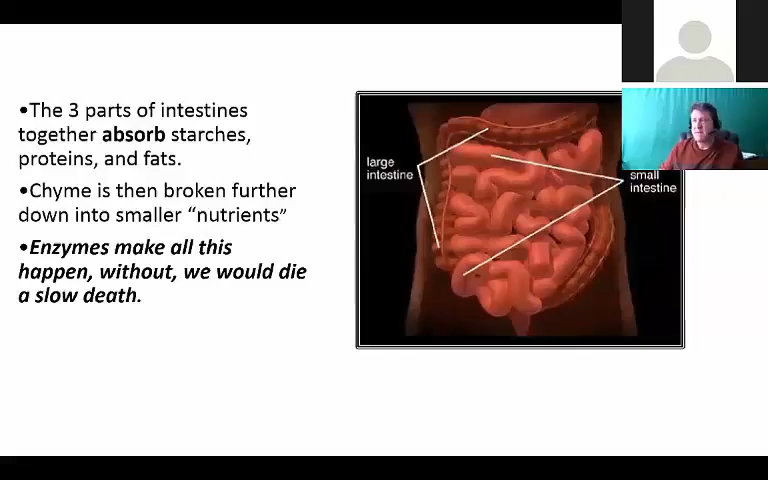 •The 3 parts of intestines
together absorb starches,
proteins, and fats.
•Chyme is then broken further
down into smaller “nutrients”
•Enzymes make all this
happen, without, we would die
a slow death.
large
intestine
small
intestine